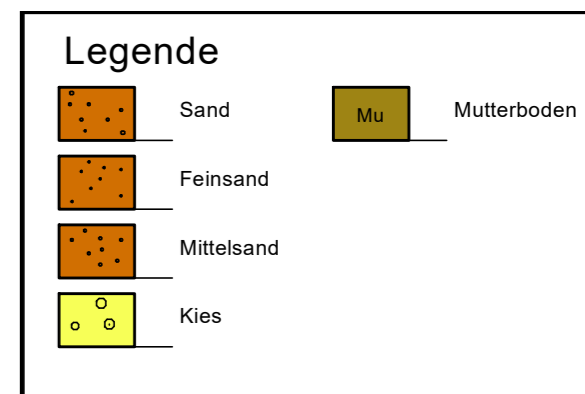 Legende
Sand
Feinsand
Mittelsand
Kies
Mu Mutterboden